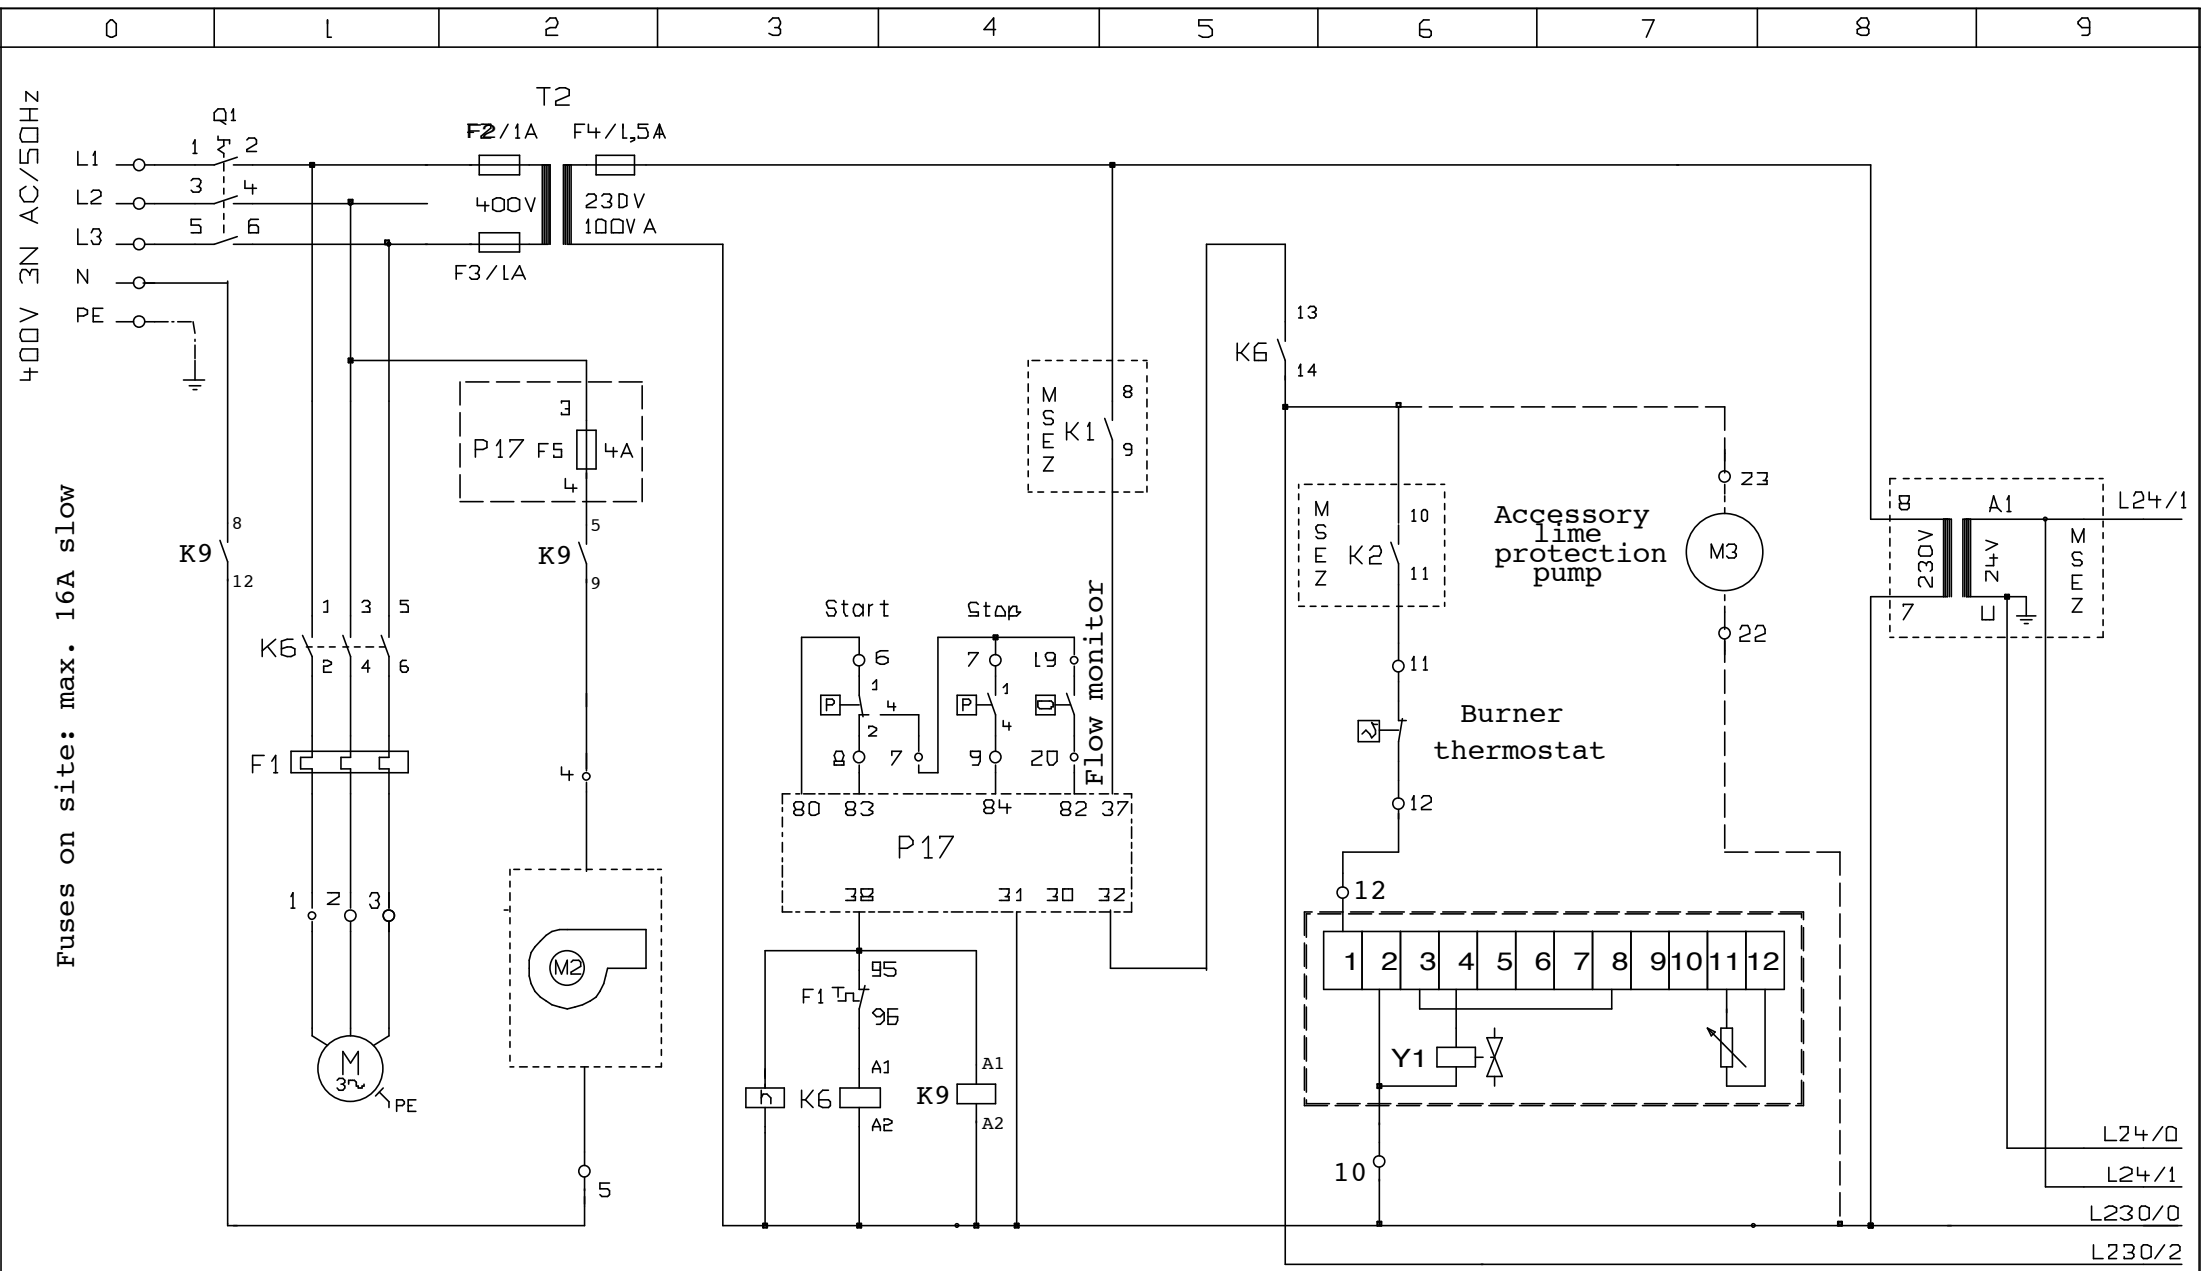 0 1 2 3 4 5 6 7 8 9
400V 3N AC/50Hz
Fuses on site: max. 16A slow
L1
L2
L3
N
PE
Q1
1 2
3 4
5 6
T2
F2/1A F4/1,5A
400V
230V
100VA
F3/1A
K9
8
12
1 3 5
K6
2 4 6
F1
1 2 3
M
3~
PE
3
P17 F5 4A
4
5
K9
9
4
M2
5
Start Stop
6 7 19
P 1 4 2
P 1 4
Q
8 7 9 20
Flow monitor
80 83 84 82 37
P17
38 31 30 32
95
F1
96
A1 A1
h K6 K9
A2 A2
MSEZ
8
K1
9
13
K6
14
MSEZ
10
K2
11
11
Burner
thermostat
12
12
Accessory
lime
protection
pump
23
M3
22
1 2 3 4 5 6 7 8 9 10 11 12
Y1
10
8 A1
230V 24V
7
MSEZ
L24/1
L24/0
L24/1
L230/0
L230/2